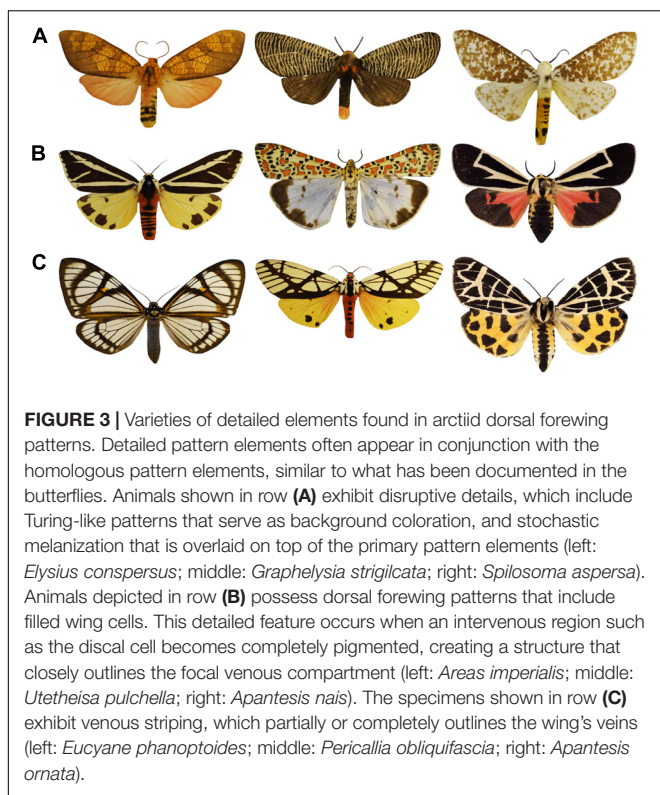 A
B
C
FIGURE 3 | Varieties of detailed elements found in arctiid dorsal forewing
patterns. Detailed pattern elements often appear in conjunction with the
homologous pattern elements, similar to what has been documented in the
butterflies. Animals shown in row (A) exhibit disruptive details, which include
Turing-like patterns that serve as background coloration, and stochastic
melanization that is overlaid on top of the primary pattern elements (left:
Elysius conspersus; middle: Graphelysia strigilcata; right: Spilosoma aspersa).
Animals depicted in row (B) possess dorsal forewing patterns that include
filled wing cells. This detailed feature occurs when an intervenous region such
as the discal cell becomes completely pigmented, creating a structure that
closely outlines the focal venous compartment (left: Areas imperialis; middle:
Utetheisa pulchella; right: Apantesis nais). The specimens shown in row (C)
exhibit venous striping, which partially or completely outlines the wing's veins
(left: Eucyane phanoptoides; middle: Pericallia obliquifascia; right: Apantesis
ornata).